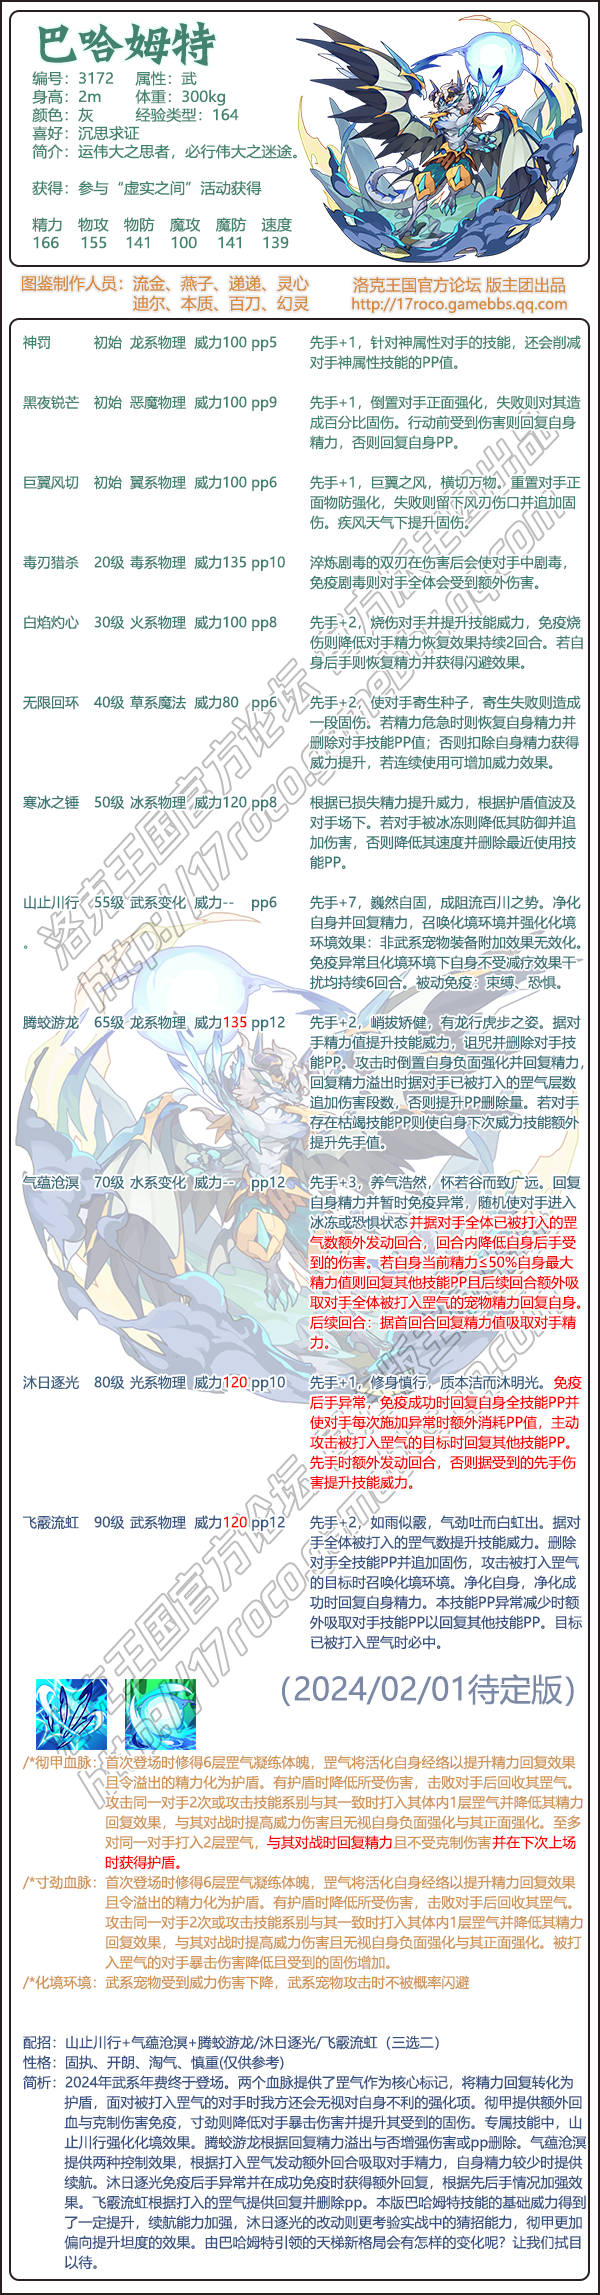 巴哈姆特
编号：3172 属性：武
身高：2m 体重：300kg
颜色：灰 经验类型：164
喜好：沉思求证
简介：运伟大之思者，必行伟大之迷途。
获得：参与“虚实之间”活动获得
精力 物攻 物防 魔攻 魔防 速度
166 155 141 100 141 139
图鉴制作人员：流金、燕子、递递、灵心
迪尔、本质、百刀、幻灵
洛克王国官方论坛 版主团出品
http://17roco.gamebbs.qq.com
神罚 初始 龙系物理 威力100 pp5 先手+1，针对神属性对手的技能，还会削减
对手神属性技能的PP值。
黑夜锐芒 初始 恶魔物理 威力100 pp9 先手+1，倒置对手正面强化，失败则对其造
成百分比固伤。行动前受到伤害则回复自身
精力，否则回复自身PP。
巨翼风切 初始 翼系物理 威力100 pp6 先手+1，巨翼之风，横切万物。重置对手正
面物防强化，失败则留下风刃伤口并追加固
伤。疾风天气下提升固伤。
毒刃猎杀 20级 毒系物理 威力135 pp10 淬炼剧毒的双刃在伤害后会使对手中剧毒，
免疫剧毒则对手全体会受到额外伤害。
白焰灼心 30级 火系物理 威力100 pp8 先手+2，烧伤对手并提升技能威力，免疫烧
伤则降低对手精力恢复效果持续2回合。若自
身后手则恢复精力并获得闪避效果。
无限回环 40级 草系魔法 威力80 pp6 先手+2，使对手寄生种子，寄生失败则造成
一段固伤。若精力危急时则恢复自身精力并
删除对手技能PP值；否则扣除自身精力获得
威力提升，若连续使用可增加威力效果。
寒冰之锤 50级 冰系物理 威力120 pp8 根据已损失精力提升威力，根据护盾值波及
对手场下。若对手被冰冻则降低其防御并追
加伤害，否则降低其速度并删除最近使用技
能PP。
山止川行 55级 武系变化 威力-- pp6 先手+7，巍然自固，成阻流百川之势。净化
。 自身并回复精力，召唤化境环境并强化化境
环境效果：非武系宠物装备附加效果无效化。
免疫异常且化境环境下自身不受减疗效果干
扰均持续6回合。被动免疫：束缚、恐惧。
腾蛟游龙 65级 龙系物理 威力135 pp12 先手+2，峭拔矫健，有龙行虎步之姿。据对
手精力值提升技能威力，诅咒并删除对手技
能PP。攻击时倒置自身负面强化并回复精力，
回复精力溢出时据对手已被打入的罡气层数
追加伤害段数，否则提升PP删除量。若对手
存在枯竭技能PP则使自身下次威力技能额外
提升先手值。
气蕴沧溟 70级 水系变化 威力-- pp12 先手+3，养气浩然，怀若谷而致广远。回复
自身精力并暂时免疫异常，随机使对手进入
冰冻或恐惧状态并据对手全体已被打入的罡
气数额外发动回合，回合内降低自身后手受
到的伤害。若自身当前精力≤50%自身最大
精力值则回复其他技能PP且后续回合额外吸
取对手全体被打入罡气的宠物精力回复自身。
后续回合：据首回合回复精力值吸取对手精
力。
沐日逐光 80级 光系物理 威力120 pp10 先手+1，修身慎行，质本洁而沐明光。免疫
后手异常，免疫成功时回复自身全技能PP并
使对手每次施加异常时额外消耗PP值，主动
攻击被打入罡气的目标时回复其他技能PP。
先手时额外发动回合，否则据受到的先手伤
害提升技能威力。
飞霰流虹 90级 武系物理 威力120 pp12 先手+2，如雨似霰，气劲吐而白虹出。据对
手全体被打入的罡气数提升技能威力。删除
对手全技能PP并追加固伤，攻击被打入罡气
的目标时召唤化境环境。净化自身，净化成
功时回复自身精力。本技能PP异常减少时额
外吸取对手技能PP以回复其他技能PP。目标
已被打入罡气时必中。
（2024/02/01待定版）
/*彻甲血脉：首次登场时修得6层罡气凝练体魄，罡气将活化自身经络以提升精力回复效果
且令溢出的精力化为护盾。有护盾时降低所受伤害，击败对手后回收其罡气。
攻击同一对手2次或攻击技能系别与其一致时打入其体内1层罡气并降低其精力
回复效果，与其对战时提高威力伤害且无视自身负面强化与其正面强化。至多
对同一对手打入2层罡气，与其对战时回复精力且不受克制伤害并在下次上场
时获得护盾。
/*寸劲血脉：首次登场时修得6层罡气凝练体魄，罡气将活化自身经络以提升精力回复效果
且令溢出的精力化为护盾。有护盾时降低所受伤害，击败对手后回收其罡气。
攻击同一对手2次或攻击技能系别与其一致时打入其体内1层罡气并降低其精力
回复效果，与其对战时提高威力伤害且无视自身负面强化与其正面强化。被打
入罡气的对手暴击伤害降低且受到的固伤增加。
/*化境环境：武系宠物受到威力伤害下降，武系宠物攻击时不被概率闪避
配招：山止川行+气蕴沧溟+腾蛟游龙/沐日逐光/飞霰流虹（三选二）
性格：固执、开朗、淘气、慎重(仅供参考)
简析：2024年武系年费终于登场。两个血脉提供了罡气作为核心标记，将精力回复转化为
护盾，面对被打入罡气的对手时我方还会无视对自身不利的强化项。彻甲提供额外回
血与克制伤害免疫，寸劲则降低对手暴击伤害并提升其受到的固伤。专属技能中，山
止川行强化化境效果。腾蛟游龙根据回复精力溢出与否增强伤害或pp删除。气蕴沧溟
提供两种控制效果，根据打入罡气发动额外回合吸取对手精力，自身精力较少时提供
续航。沐日逐光免疫后手异常并在成功免疫时获得额外回复，根据先后手情况加强效
果。飞霰流虹根据打入的罡气提供回复并删除pp。本版巴哈姆特技能的基础威力得到
了一定提升，续航能力加强，沐日逐光的改动则更考验实战中的猜招能力，彻甲更加
偏向提升坦度的效果。由巴哈姆特引领的天梯新格局会有怎样的变化呢？让我们拭目
以待。
洛克王国官方论坛 官方版主团出品
http://17roco.gamebbs.qq.com
洛克王国官方论坛 官方版主团出品
http://17roco.gamebbs.qq.com